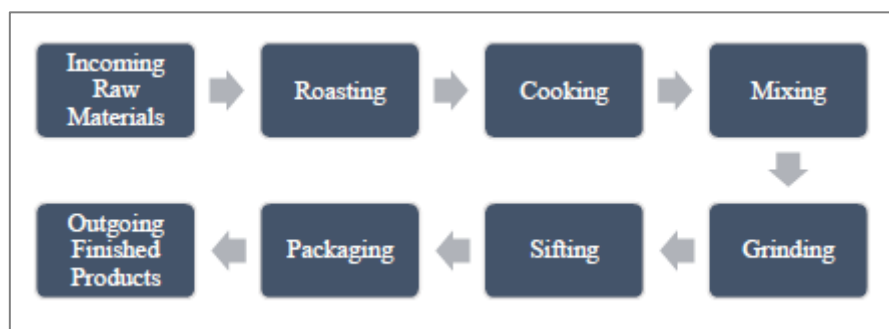 Incoming
Raw
Materials
Roasting
Cooking
Mixing
Grinding
Sifting
Packaging
Outgoing
Finished
Products